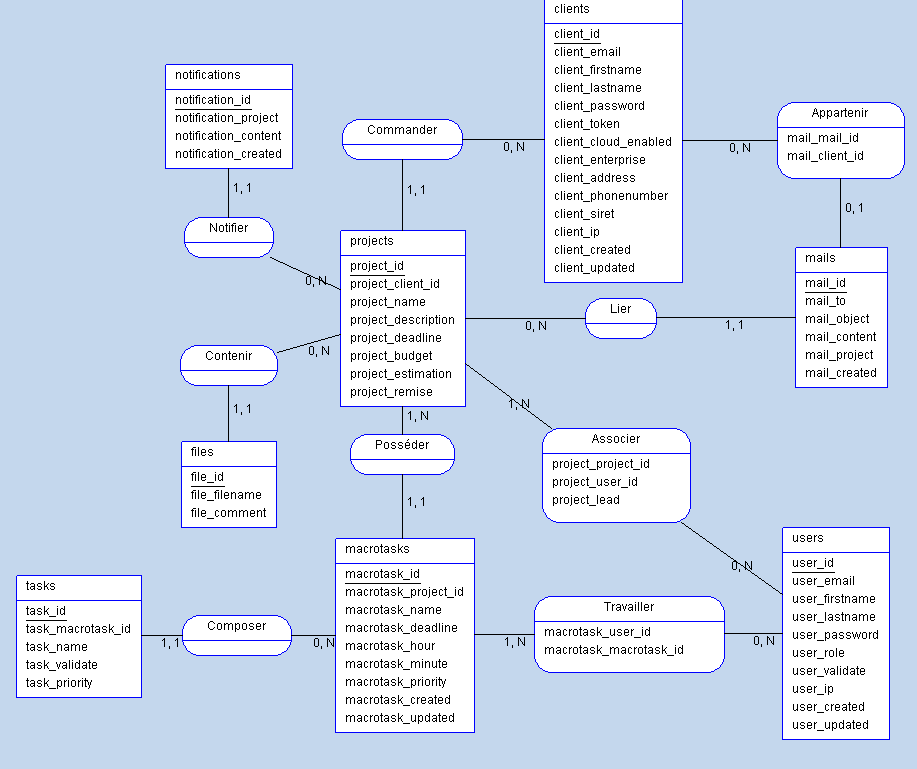 clients
client_id
client_email
client_firstname
client_lastname
client_password
client_token
client_cloud_enabled
client_enterprise
client_address
client_phonenumber
client_siret
client_ip
client_created
client_updated
notifications
notification_id
notification_project
notification_content
notification_created
Commander
0, N
1, 1
Appartenir
mail_mail_id
mail_client_id
0, N
0, 1
1, 1
Notifier
0, N
projects
project_id
project_client_id
project_name
project_description
project_deadline
project_budget
project_estimation
project_remise
mails
mail_id
mail_to
mail_object
mail_content
mail_project
mail_created
Lier
0, N
1, 1
Contenir
0, N
1, 1
files
file_id
file_filename
file_comment
1, N
Posséder
1, 1
1, N
Associer
project_project_id
project_user_id
project_lead
0, N
macrotasks
macrotask_id
macrotask_project_id
macrotask_name
macrotask_deadline
macrotask_hour
macrotask_minute
macrotask_priority
macrotask_created
macrotask_updated
users
user_id
user_email
user_firstname
user_lastname
user_password
user_role
user_validate
user_ip
user_created
user_updated
tasks
task_id
task_macrotask_id
task_name
task_validate
task_priority
1, 1
Composer
0, N
1, N
Travailler
macrotask_user_id
macrotask_macrotask_id
0, N